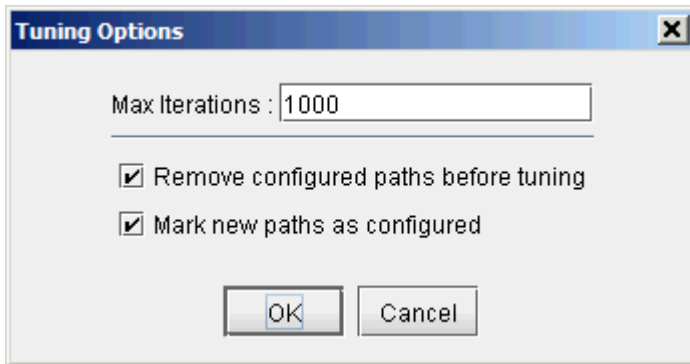 Tuning Options
Max Iterations : 1000
Remove configured paths before tuning
Mark new paths as configured
OK Cancel